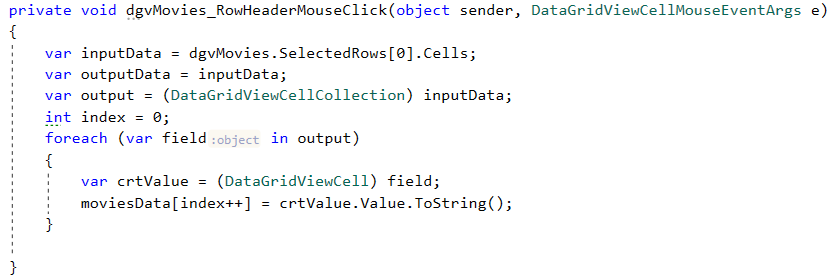 private void dgvMovies_RowHeaderMouseClick(object sender, DataGridViewCellMouseEventArgs e)
{
    var inputData = dgvMovies.SelectedRows[0].Cells;
    var outputData = inputData;
    var output = (DataGridViewCellCollection) inputData;
    int index = 0;
    foreach (var field :object in output)
    {
        var crtValue = (DataGridViewCell) field;
        moviesData[index++] = crtValue.Value.ToString();
    }
}